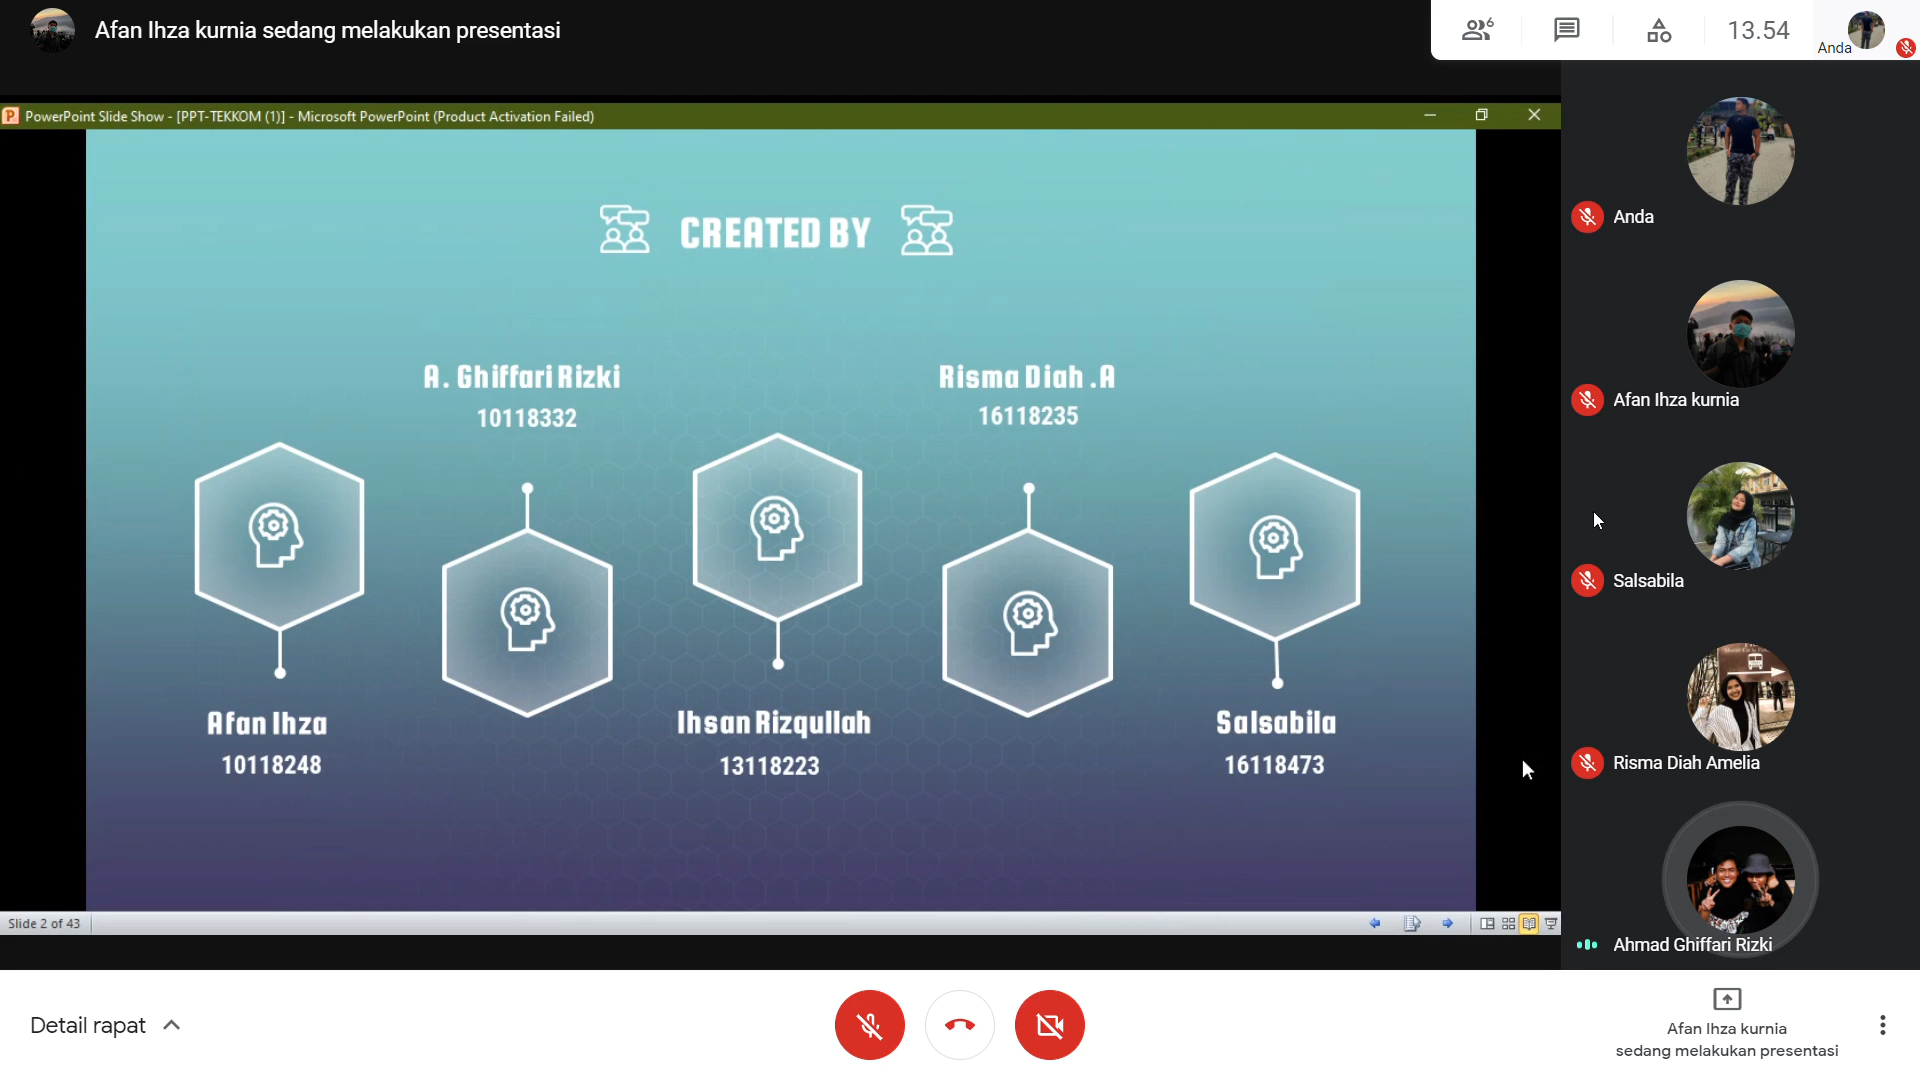 Afan Ihza kurnia sedang melakukan presentasi
6
13.54
Anda
PowerPoint Slide Show - [PPT-TEKKOM (1)] - Microsoft PowerPoint (Product Activation Failed)
CREATED BY
A. Ghiffari Rizki
10118332
Risma Diah .A
16118235
Afan Ihza
10118248
Ihsan Rizqullah
13118223
Salsabila
16118473
Slide 2 of 43
Anda
Afan Ihza kurnia
Salsabila
Risma Diah Amelia
Ahmad Ghiffari Rizki
Detail rapat
Afan Ihza kurnia
sedang melakukan presentasi